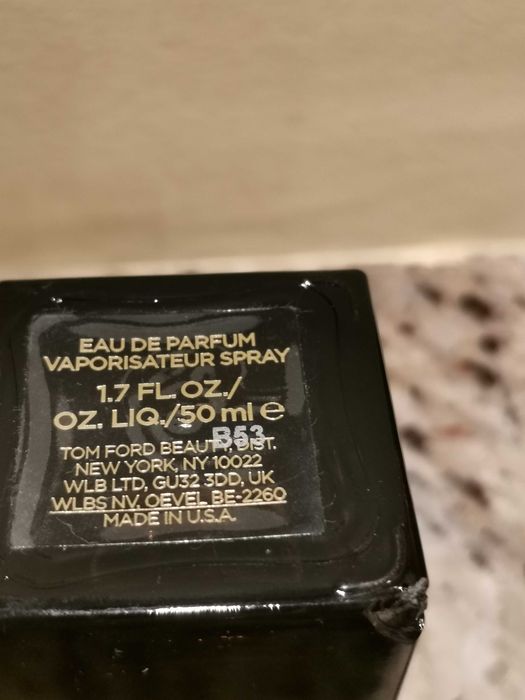 EAU DE PARFUM
VAPORISATEUR SPRAY
1.7 FL. OZ./
OZ. LIQ./50 ml e
B53
TOM FORD BEAUTY, DIST.
NEW YORK, NY 10022
WLB LTD, GU32 3DD, UK
WLBS NV, OEVEL BE-2260
MADE IN U.S.A.